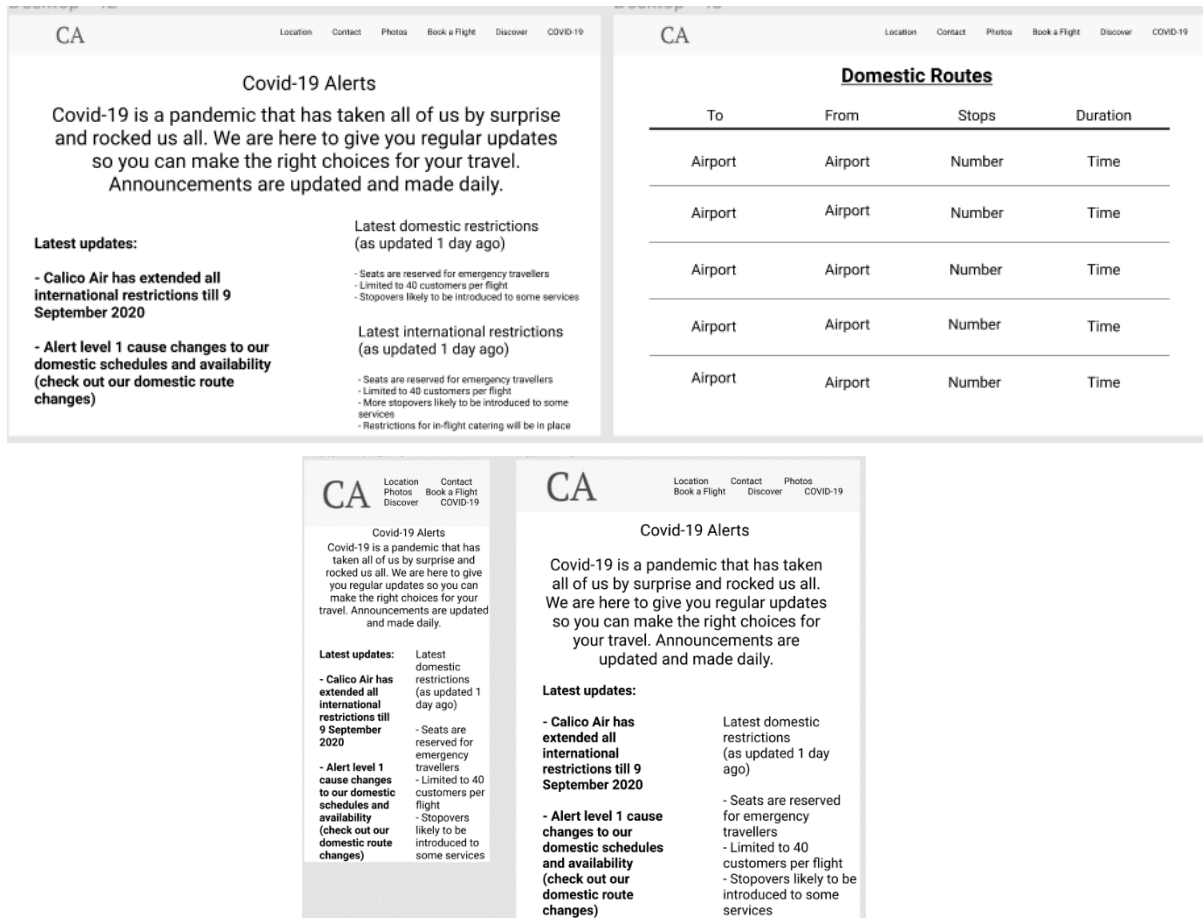 CA
Location Contact Photos Book a Flight Discover COVID-19
Covid-19 Alerts
Covid-19 is a pandemic that has taken all of us by surprise
and rocked us all. We are here to give you regular updates
so you can make the right choices for your travel.
Announcements are updated and made daily.
Latest updates:
- Calico Air has extended all
international restrictions till 9
September 2020
- Alert level 1 cause changes to our
domestic schedules and availability
(check out our domestic route
changes)
Latest domestic restrictions
(as updated 1 day ago)
- Seats are reserved for emergency travellers
- Limited to 40 customers per flight
- Stopovers likely to be introduced to some services
Latest international restrictions
(as updated 1 day ago)
- Seats are reserved for emergency travellers
- Limited to 40 customers per flight
- More stopovers likely to be introduced to some
services
- Restrictions for in-flight catering will be in place
CA
Location Contact Photos Book a Flight Discover COVID-19
Domestic Routes
To From Stops Duration
Airport Airport Number Time
Airport Airport Number Time
Airport Airport Number Time
Airport Airport Number Time
Airport Airport Number Time
CA
Location Contact
Photos Book a Flight
Discover COVID-19
Covid-19 Alerts
Covid-19 is a pandemic that has
taken all of us by surprise and
rocked us all. We are here to give
you regular updates so you can
make the right choices for your
travel. Announcements are updated
and made daily.
Latest updates:
- Calico Air has
extended all
international
restrictions till
9 September
2020
- Alert level 1
cause changes
to our domestic
schedules and
availability
(check out our
domestic route
changes)
Latest
domestic
restrictions
(as updated 1
day ago)
- Seats are
reserved for
emergency
travellers
- Limited to 40
customers per
flight
- Stopovers
likely to be
introduced to
some services
CA
Location Contact Photos
Book a Flight Discover COVID-19
Covid-19 Alerts
Covid-19 is a pandemic that has taken
all of us by surprise and rocked us all.
We are here to give you regular updates
so you can make the right choices for
your travel. Announcements are
updated and made daily.
Latest updates:
- Calico Air has
extended all
international
restrictions till 9
September 2020
- Alert level 1 cause
changes to our
domestic schedules
and availability
(check out our
domestic route
changes)
Latest domestic
restrictions
(as updated 1 day
ago)
- Seats are reserved
for emergency
travellers
- Limited to 40
customers per flight
- Stopovers likely to be
introduced to some
services